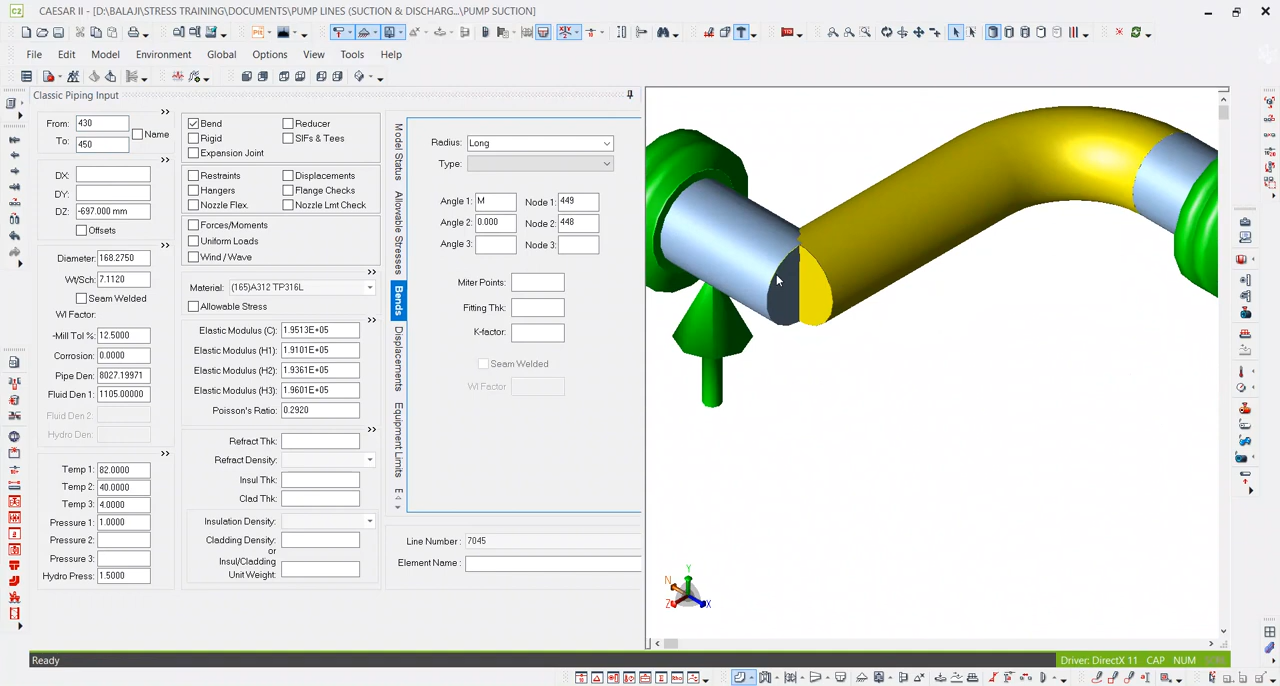 C2 CAESAR II - [D:\BALAJI\STRESS TRAINING\DOCUMENTS\PUMP LINES (SUCTION & DISCHARG...\PUMP SUCTION]
File Edit Model Environment Global Options View Tools Help
Classic Piping Input
From: 430
To: 450
Name
DX:
DY:
DZ: -697.000 mm
Offsets
Diameter: 168.2750
Wt/Sch: 7.1120
Seam Welded
WI Factor:
-Mill Tol %: 12.5000
Corrosion: 0.0000
Pipe Den: 8027.19971
Fluid Den 1: 1105.00000
Fluid Den 2:
Hydro Den:
Temp 1: 82.0000
Temp 2: 40.0000
Temp 3: 4.0000
Pressure 1: 1.0000
Pressure 2:
Pressure 3:
Hydro Press: 1.5000
Bend Reducer
Rigid SIFs & Tees
Expansion Joint
Restraints Displacements
Hangers Flange Checks
Nozzle Flex. Nozzle Lmt Check
Forces/Moments
Uniform Loads
Wind / Wave
Material: (165)A312 TP316L
Allowable Stress
Elastic Modulus (C): 1.9513E+05
Elastic Modulus (H1): 1.9101E+05
Elastic Modulus (H2): 1.9361E+05
Elastic Modulus (H3): 1.9601E+05
Poisson's Ratio: 0.2920
Refract Thk:
Refract Density:
Insul Thk:
Clad Thk:
Insulation Density:
Cladding Density:
or
Insul/Cladding
Unit Weight:
Model Status
Allowable Stresses
Bends
Displacements
Equipment Limits
E
Radius: Long
Type:
Angle 1: M Node 1: 449
Angle 2: 0.000 Node 2: 448
Angle 3: Node 3:
Miter Points:
Fitting Thk:
K-factor:
Seam Welded
WI Factor
Line Number: 7045
Element Name:
Y
N
Z
X
Ready
Driver: DirectX 11 CAP NUM